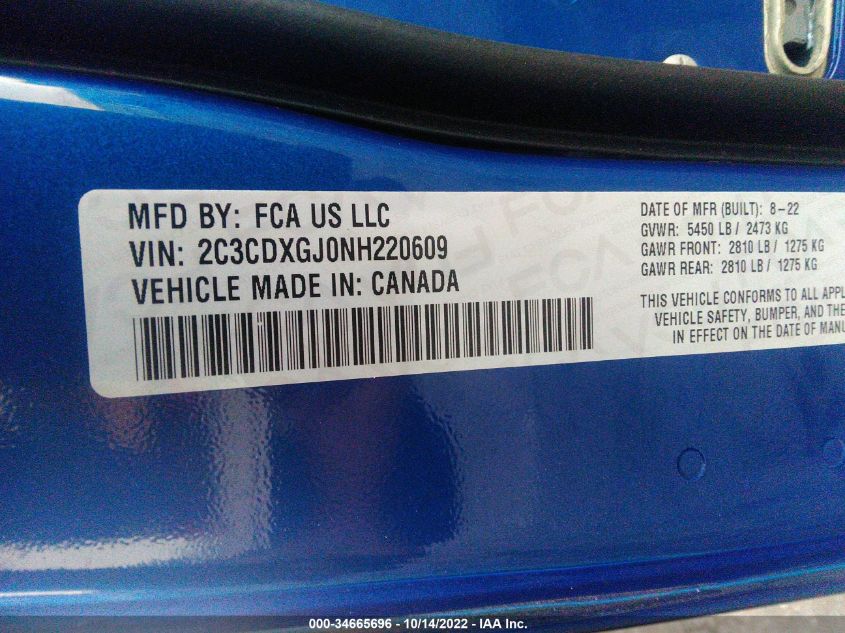 MFD BY: FCA US LLC
VIN: 2C3CDXGJ0NH220609
VEHICLE MADE IN: CANADA
DATE OF MFR (BUILT): 8-22
GVWR: 5450 LB / 2473 KG
GAWR FRONT: 2810 LB / 1275 KG
GAWR REAR: 2810 LB / 1275 KG
THIS VEHICLE CONFORMS TO ALL
VEHICLE SAFETY, BUMPER, AND THE
IN EFFECT ON THE DATE OF
000-34665696 | 10/14/2022 - IAA Inc.